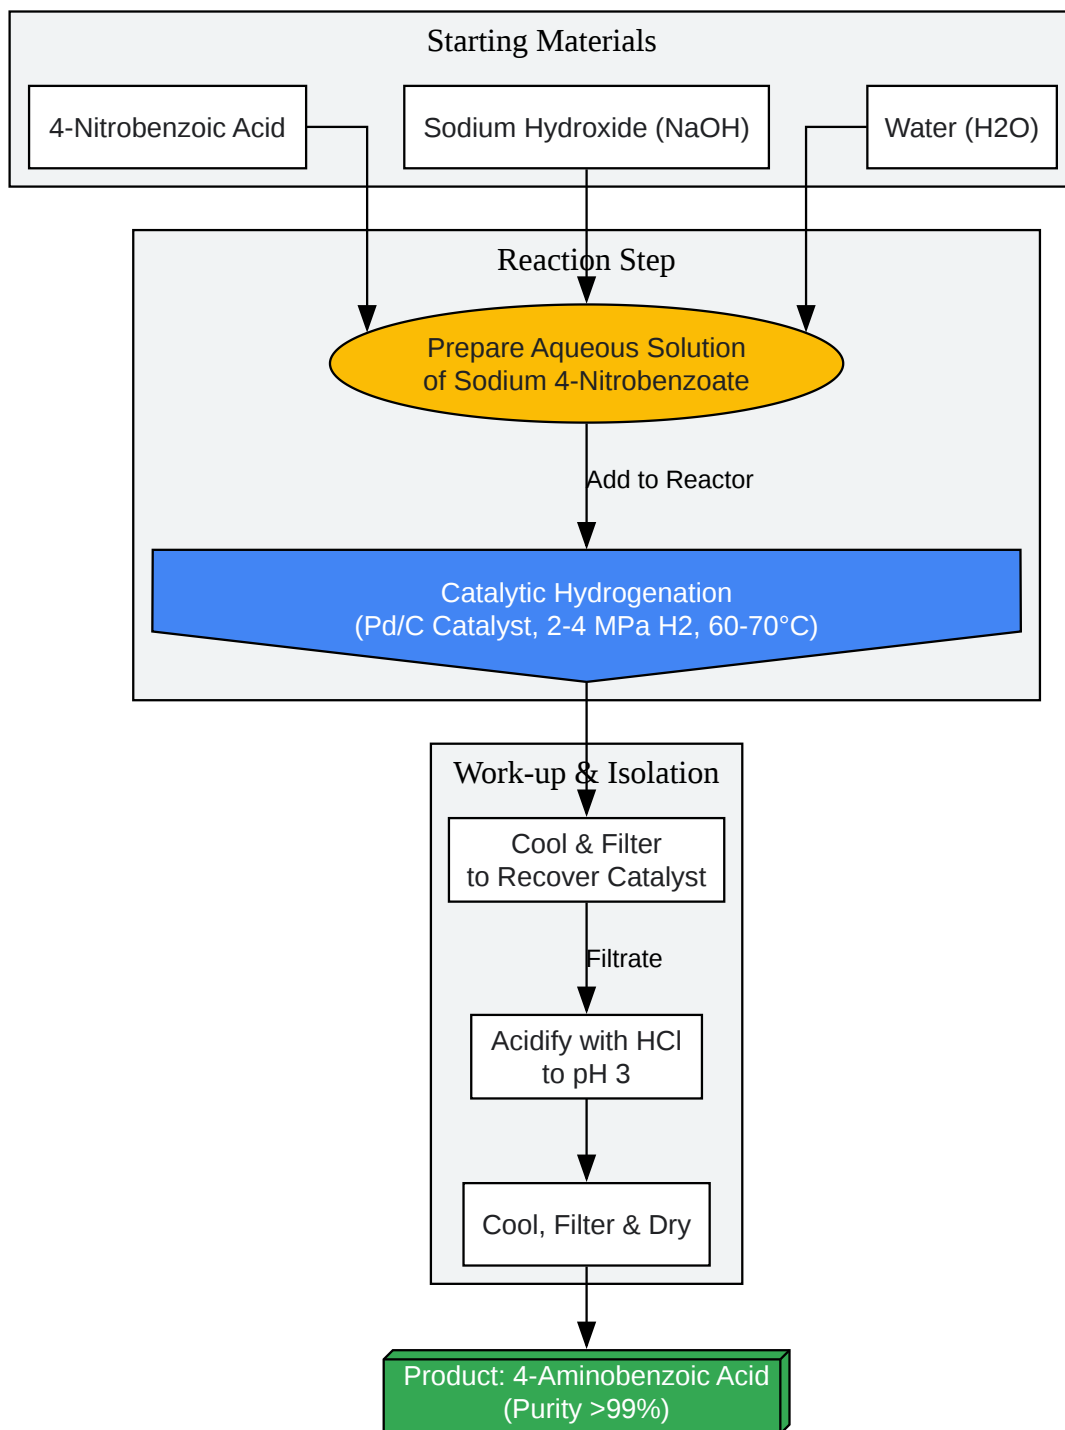 Starting Materials
4-Nitrobenzoic Acid
Sodium Hydroxide (NaOH)
Water (H2O)
Reaction Step
Prepare Aqueous Solution
of Sodium 4-Nitrobenzoate
Add to Reactor
Catalytic Hydrogenation
(Pd/C Catalyst, 2-4 MPa H2, 60-70°C)
Work-up & Isolation
Cool & Filter
to Recover Catalyst
Filtrate
Acidify with HCl
to pH 3
Cool, Filter & Dry
Product: 4-Aminobenzoic Acid
(Purity >99%)